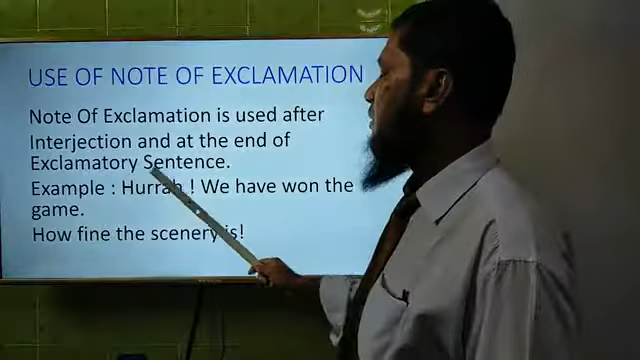 USE OF NOTE OF EXCLAMATION
Note Of Exclamation is used after
Interjection and at the end of
Exclamatory Sentence.
Example : Hurrah ! We have won the
game.
How fine the scenery is!